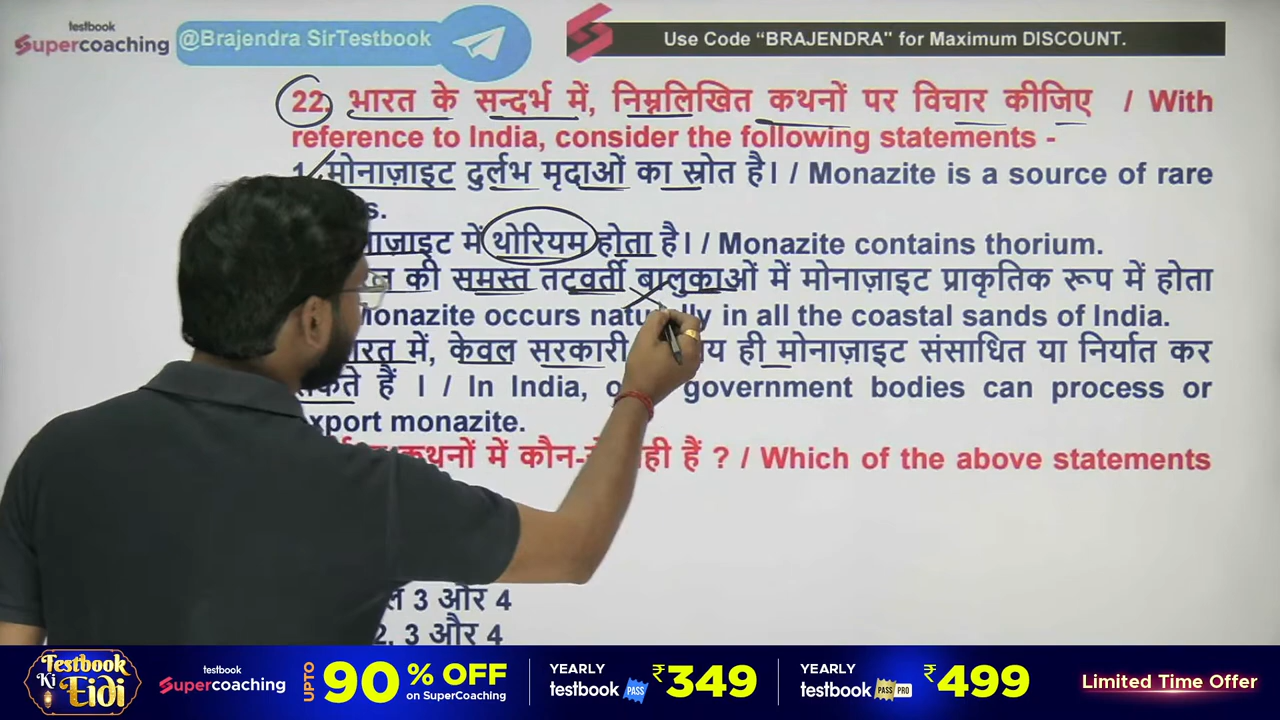 testbook
Supercoaching
@Brajendra SirTestbook
Use Code “BRAJENDRA" for Maximum DISCOUNT.
22. भारत के सन्दर्भ में, निम्नलिखित कथनों पर विचार कीजिए / With
reference to India, consider the following statements -
1. मोनाज़ाइट दुर्लभ मृदाओं का स्रोत है। / Monazite is a source of rare
में थोरियम होता है। / Monazite contains thorium.
की समस्त तटवर्ती बालुकाओं में मोनाज़ाइट प्राकृतिक रूप में होता
Monazite occurs naturally in all the coastal sands of India.
में, केवल सरकारी ही मोनाज़ाइट संसाधित या निर्यात कर
सकते हैं । / In India, government bodies can process or
export monazite.
कथनों में कौन-से सही हैं ? / Which of the above statements
3 और 4
2, 3 और 4
Testbook Ki Eidi
testbook
Supercoaching
UPTO 90 % OFF
on SuperCoaching
YEARLY
testbook PASS
₹349
YEARLY
testbook PASS PRO
₹499
Limited Time Offer